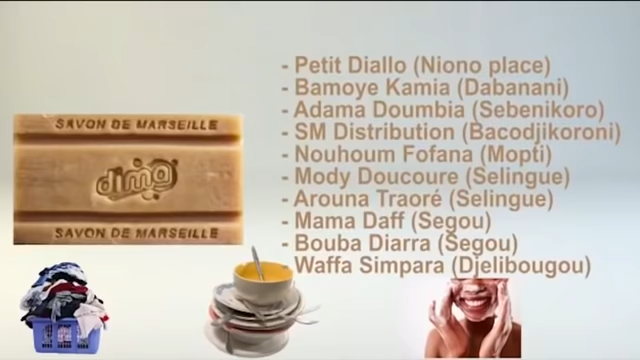 SAVON DE MARSEILLE
dima
SAVON DE MARSEILLE
- Petit Diallo (Niono place)
- Bamoye Kamia (Dabanani)
- Adama Doumbia (Sebenikoro)
- SM Distribution (Bacodjikoroni)
- Nouhoum Fofana (Mopti)
- Mody Doucoure (Selingue)
- Arouna Traoré (Selingue)
- Mama Daff (Segou)
- Bouba Diarra (Segou)
Waffa Simpara (Djelibougou)